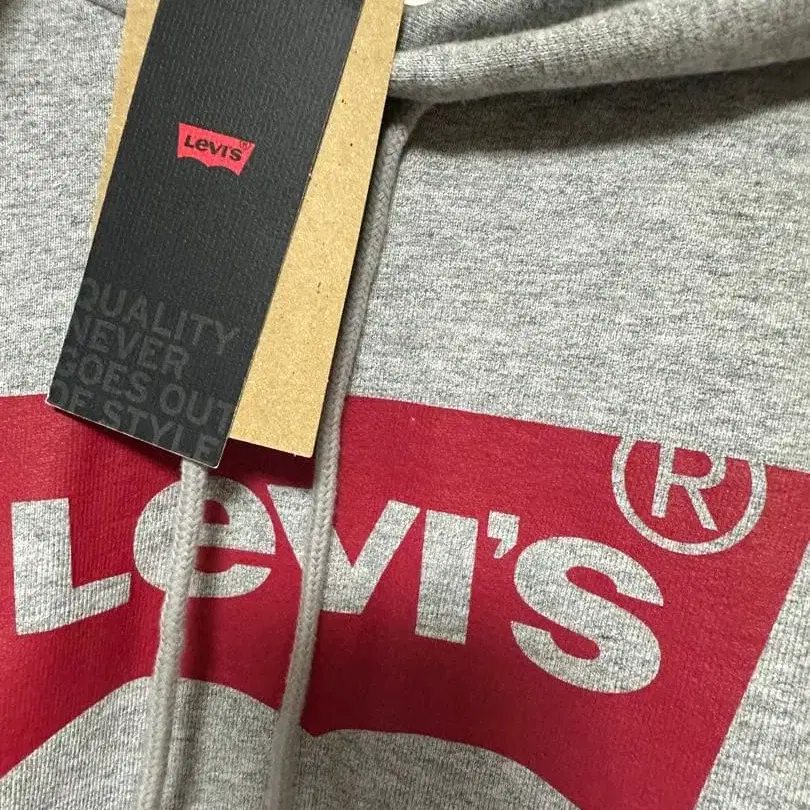 Levi's®
QUALITY
NEVER
GOES OUT
OF STYLE
Levi's®